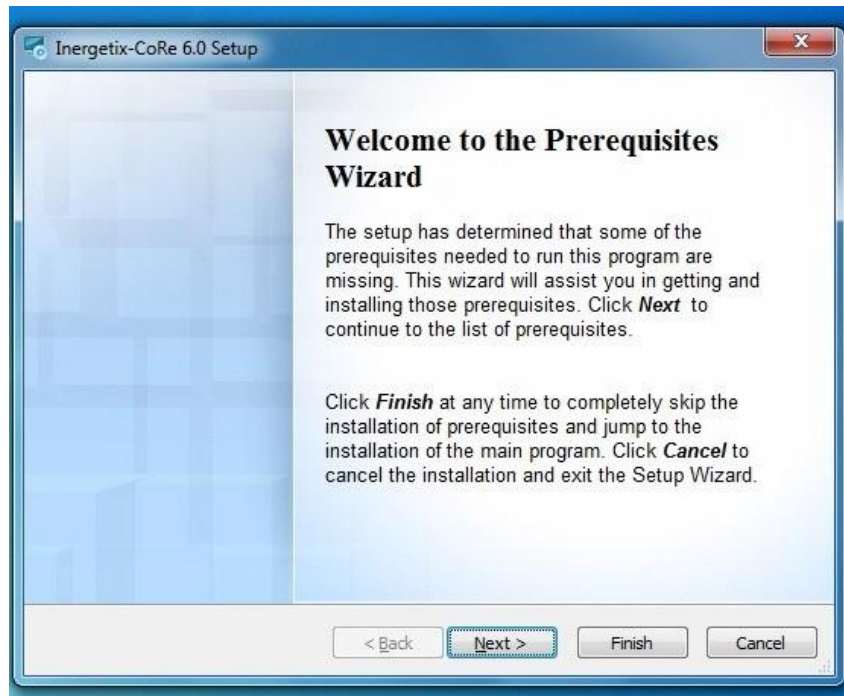 Inergetix-CoRe 6.0 Setup
Welcome to the Prerequisites
Wizard
The setup has determined that some of the
prerequisites needed to run this program are
missing. This wizard will assist you in getting and
installing those prerequisites. Click Next to
continue to the list of prerequisites.
Click Finish at any time to completely skip the
installation of prerequisites and jump to the
installation of the main program. Click Cancel to
cancel the installation and exit the Setup Wizard.
< Back Next > Finish Cancel